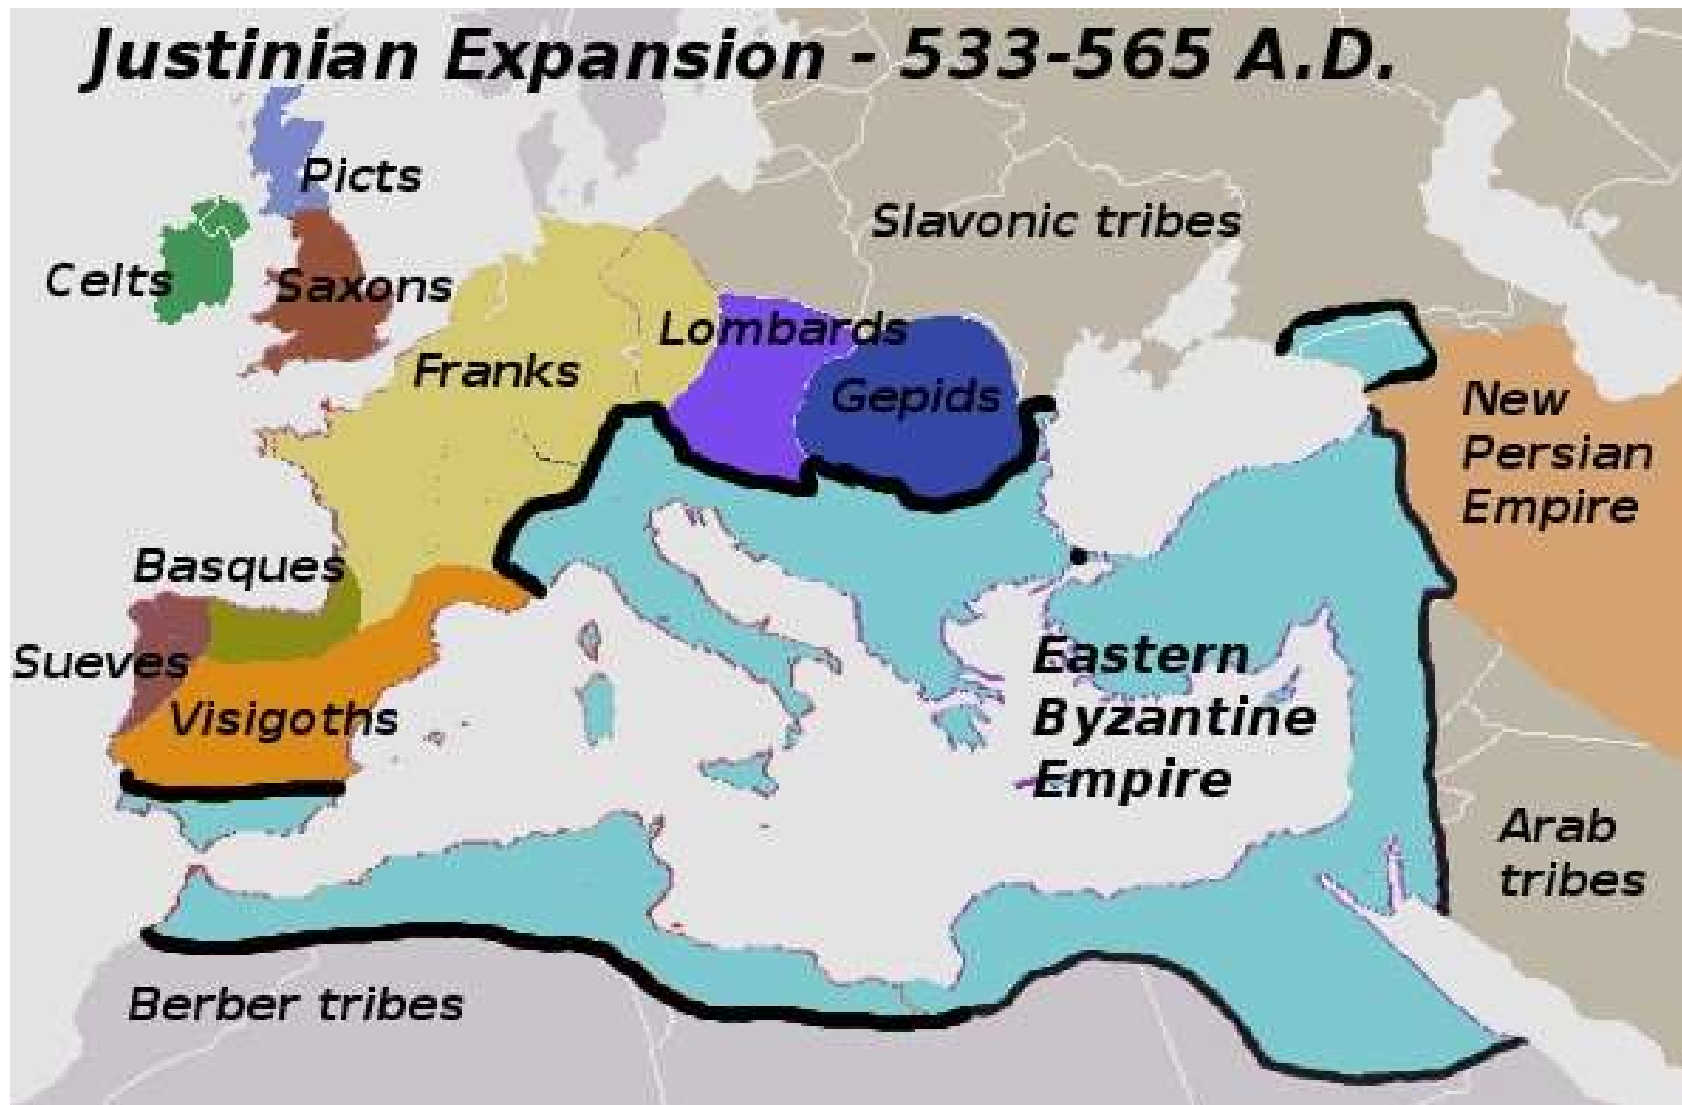 Justinian Expansion - 533-565 A.D.
Picts
Slavonic tribes
Celts
Saxons
Lombards
Franks
Gepids
New
Persian
Empire
Basques
Sueves
Visigoths
Eastern
Byzantine
Empire
Arab
tribes
Berber tribes